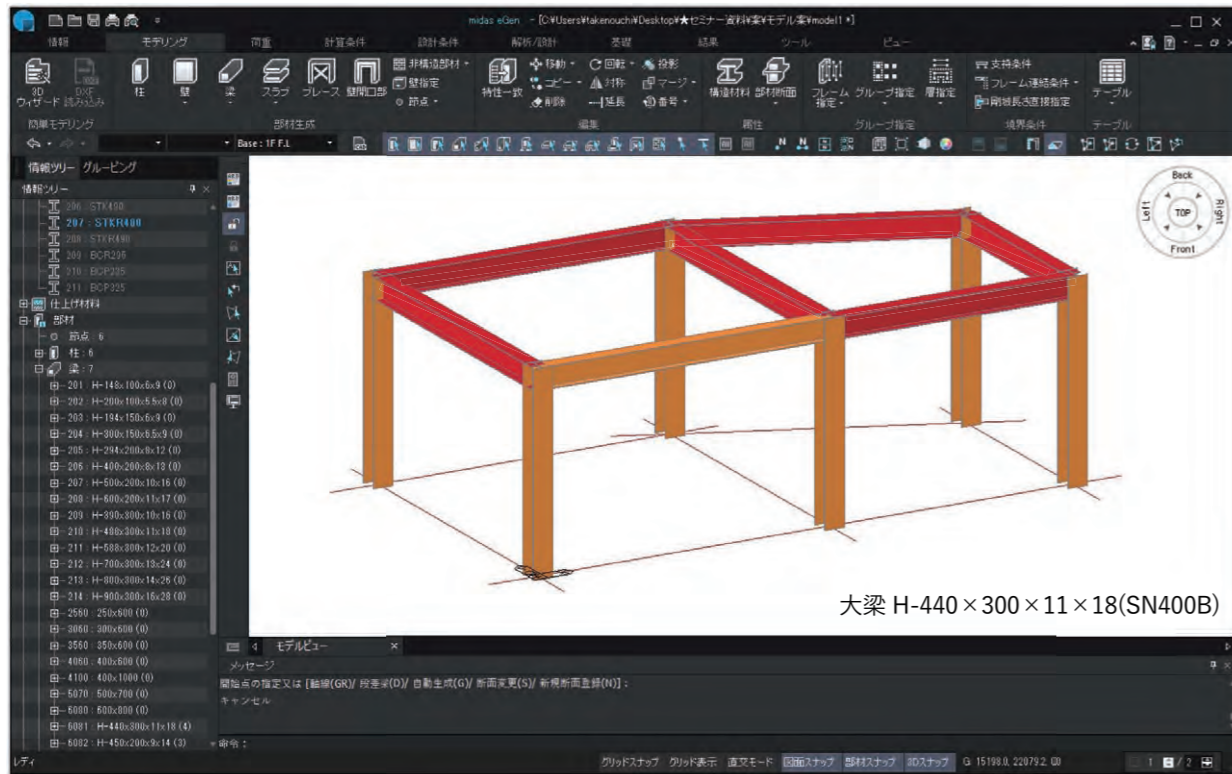 midas eGen - [C:¥Users¥takenouchi¥Desktop¥★セミナー資料¥案¥モデル案¥model1 *]
情報 モデリング 荷重 計算条件 設計条件 解析/設計 基礎 結果 ツール ビュー
3D ウィザード
DXF 読み込み
柱 壁 梁 スラブ ブレース 壁開口部
非構造部材
壁指定
節点
特性一致
移動 回転 投影
コピー 対称 マージ
削除 延長 番号
構造材料 部材断面
フレーム指定 グループ指定 層指定
支持条件
フレーム連結条件
剛域長さ直接指定
テーブル
簡単モデリング 部材生成 編集 属性 グループ指定 境界条件 テーブル
Base : 1F F.L
情報ツリー グルーピング
情報ツリー
206 : STK490
207 : STKR400
208 : STKR490
209 : BCR295
210 : BCP235
211 : BCP325
仕上げ材料
部材
節点 : 6
柱 : 6
梁 : 7
201 : H-148x100x6x9 (0)
202 : H-200x100x5.5x8 (0)
203 : H-194x150x6x9 (0)
204 : H-300x150x6.5x9 (0)
205 : H-294x200x8x12 (0)
206 : H-400x200x8x13 (0)
207 : H-500x200x10x16 (0)
208 : H-600x200x11x17 (0)
209 : H-390x300x10x16 (0)
210 : H-488x300x11x18 (0)
211 : H-588x300x12x20 (0)
212 : H-700x300x13x24 (0)
213 : H-800x300x14x26 (0)
214 : H-900x300x16x28 (0)
2560 : 250x600 (0)
3060 : 300x600 (0)
3560 : 350x600 (0)
4060 : 400x600 (0)
4100 : 400x1000 (0)
5070 : 500x700 (0)
6080 : 600x800 (0)
6081 : H-440x300x11x18 (4)
6082 : H-450x200x9x14 (3)
Back
Left TOP Right
Front
大梁 H-440×300×11×18(SN400B)
モデルビュー
メッセージ
開始点の指定又は [軸線(GR)/ 段差梁(D)/ 自動生成(G)/ 断面変更(S)/ 新規断面登録(N)] :
キャンセル
命令 :
レディ
グリッドスナップ グリッド表示 直交モード 図面スナップ 部材スナップ 3Dスナップ G: 15198.0, 22079.2, 0.0
1 / 2